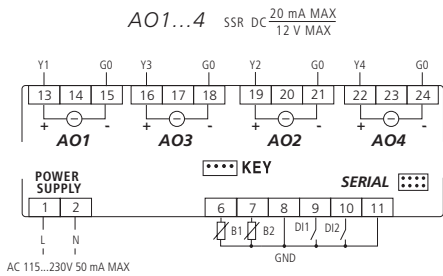 AO1...4 SSR DC 20 mA MAX
12 V MAX
Y1 G0 Y3 G0 Y2 G0 Y4 G0
13 14 15 16 17 18 19 20 21 22 23 24
+ - + - + - + -
AO1 AO3 AO2 AO4
KEY
POWER
SUPPLY
SERIAL
1 2 6 7 8 9 10 11
L N B1 B2 DI1 DI2
GND
AC 115...230V 50 mA MAX